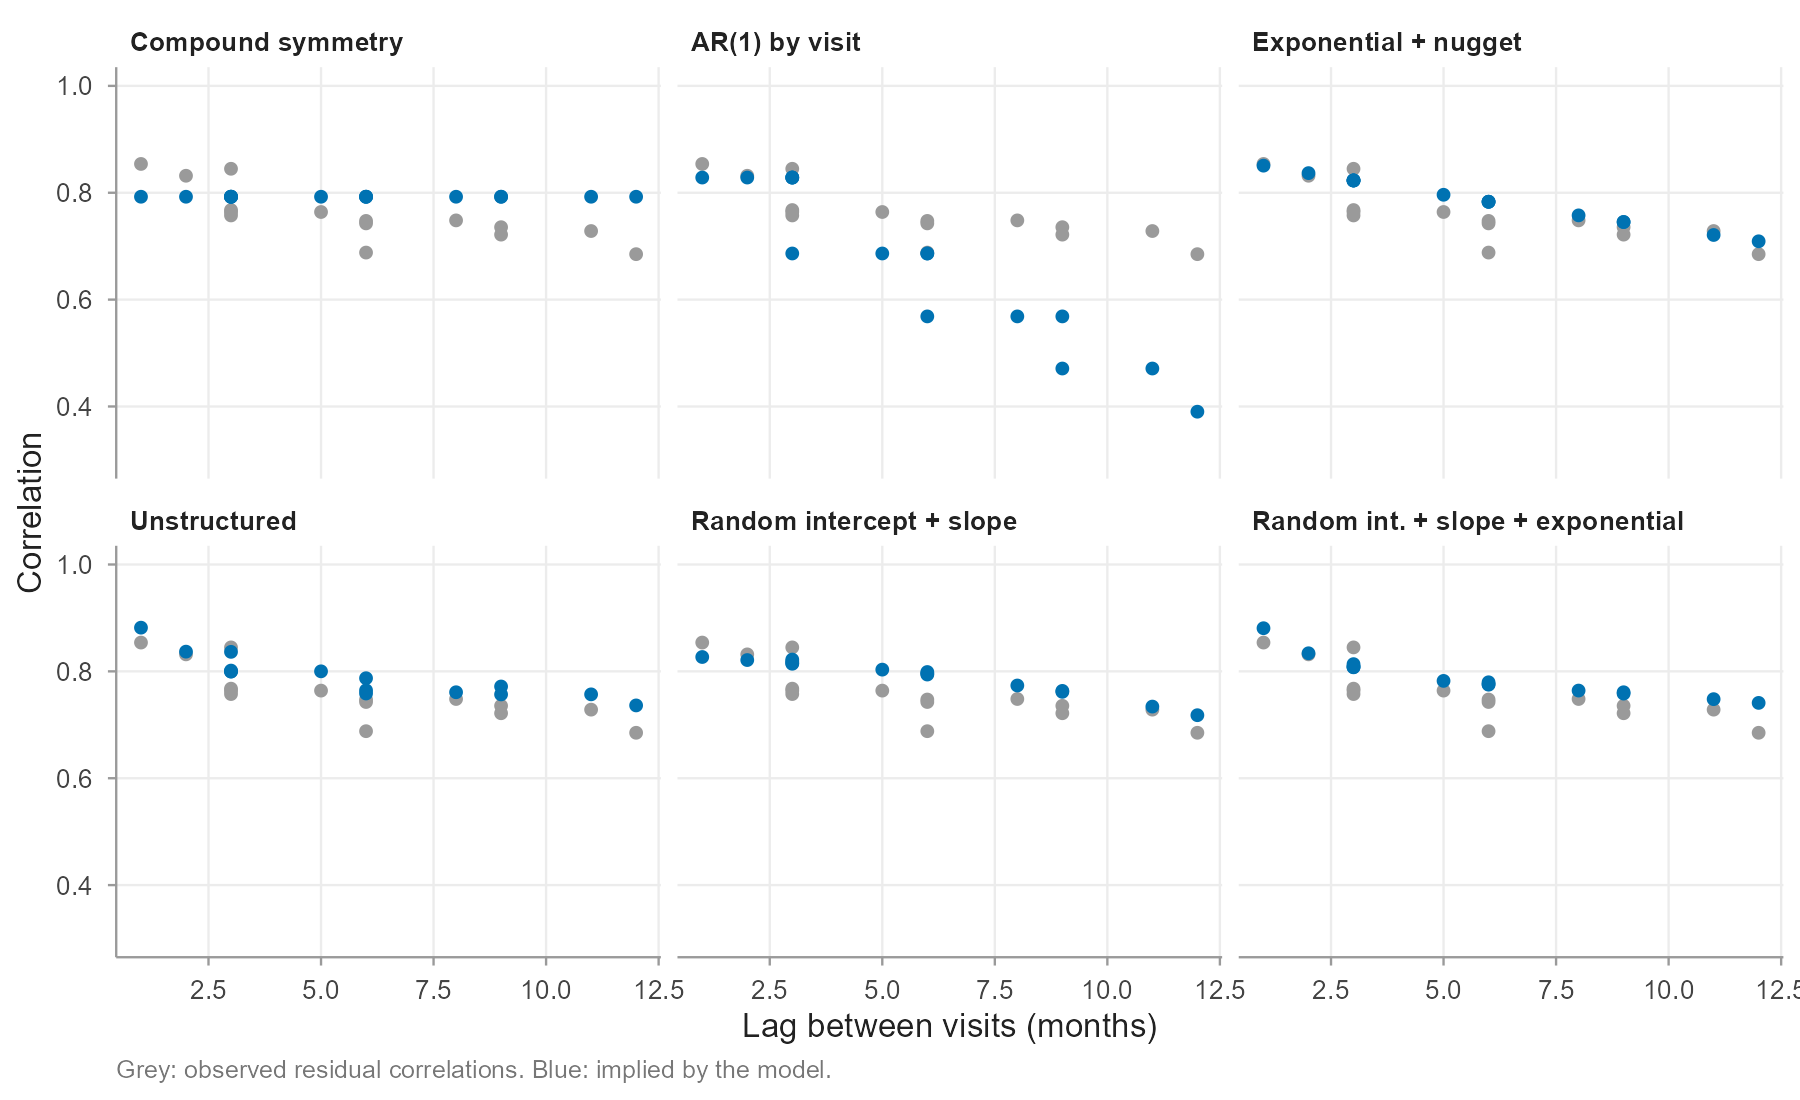 Compound symmetry
AR(1) by visit
Exponential + nugget
1.0
0.8
0.6
0.4
Correlation
Unstructured
Random intercept + slope
Random int. + slope + exponential
1.0
0.8
0.6
0.4
2.5 5.0 7.5 10.0 12.5
2.5 5.0 7.5 10.0 12.5
2.5 5.0 7.5 10.0 12.5
Lag between visits (months)
Grey: observed residual correlations. Blue: implied by the model.